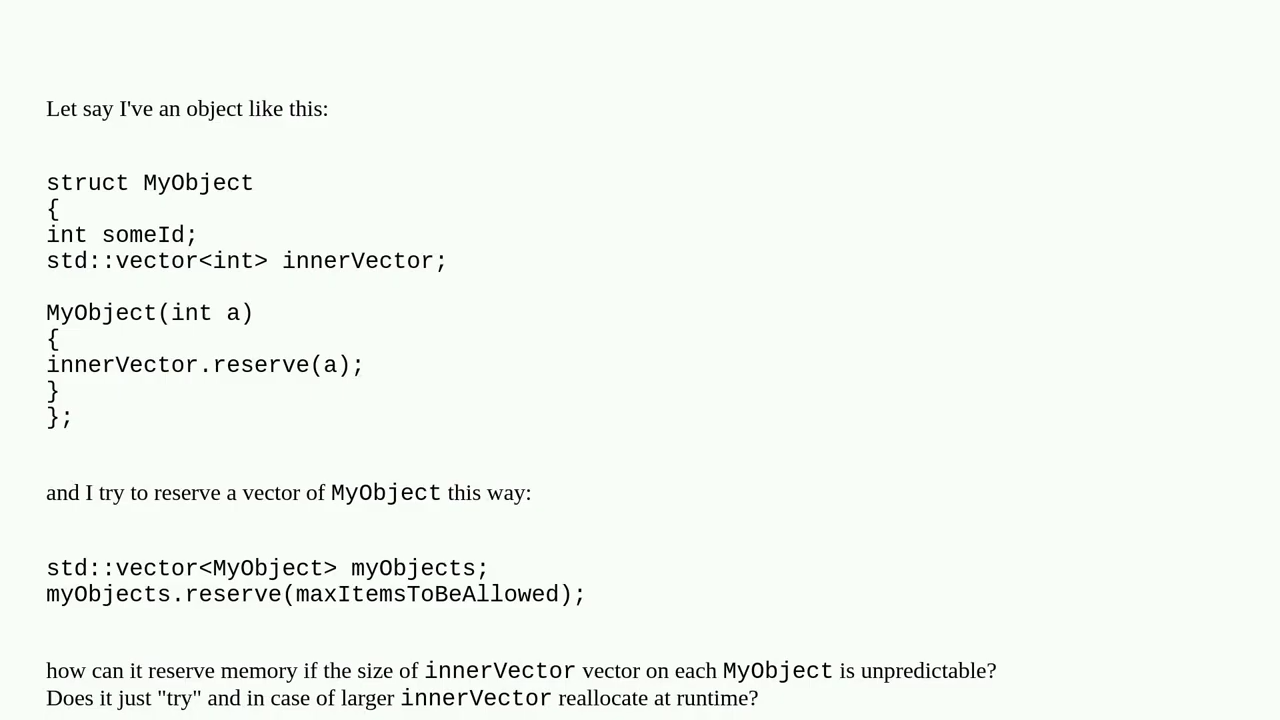 Let say I've an object like this:
struct MyObject
{
int someId;
std::vector<int> innerVector;
MyObject(int a)
{
innerVector.reserve(a);
}
};
and I try to reserve a vector of MyObject this way:
std::vector<MyObject> myObjects;
myObjects.reserve(maxItemsToBeAllowed);
how can it reserve memory if the size of innerVector vector on each MyObject is unpredictable?
Does it just "try" and in case of larger innerVector reallocate at runtime?